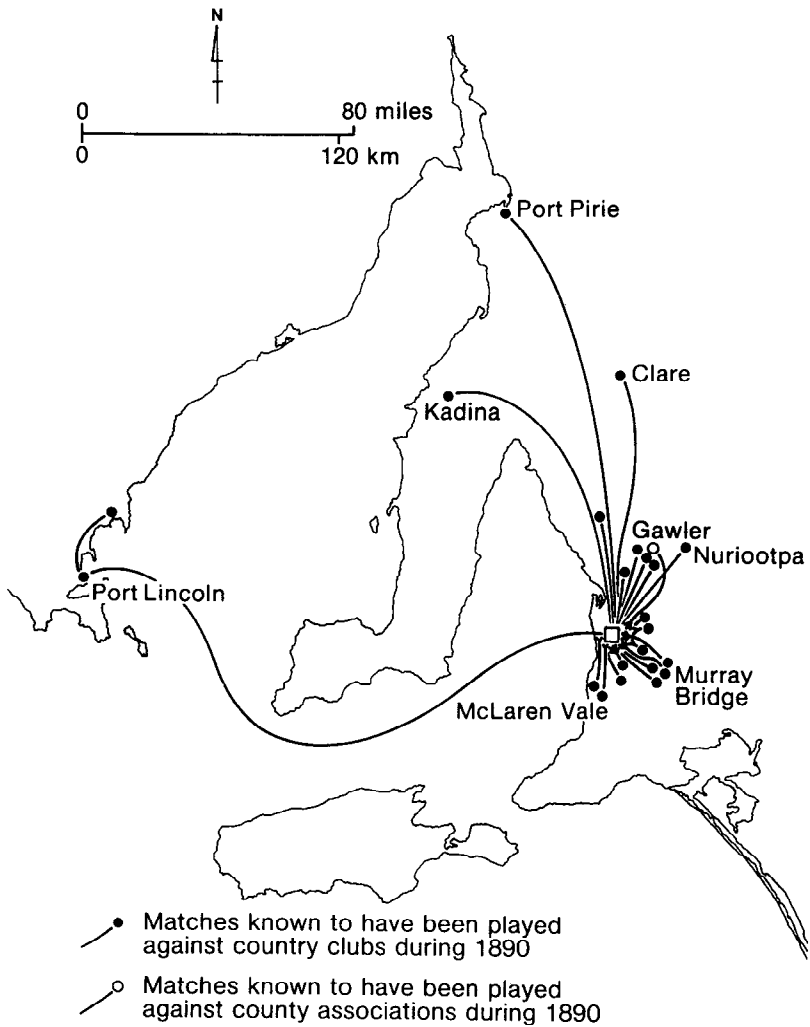 N
0 80 miles
0 120 km
Port Pirie
Clare
Kadina
Gawler
Nuriootpa
Port Lincoln
Murray
Bridge
McLaren Vale
Matches known to have been played
against country clubs during 1890
Matches known to have been played
against county associations during 1890